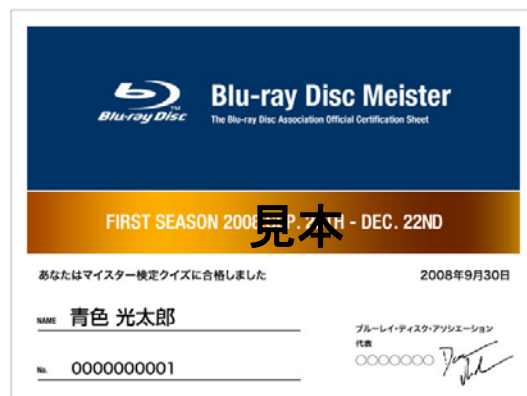 Blu-ray Disc
TM
Blu-ray Disc Meister
The Blu-ray Disc Association Official Certification Sheet
FIRST SEASON 2008 TH - DEC. 22ND
見本
あなたはマイスター検定クイズに合格しました
2008年9月30日
NAME 青色 光太郎
No. 0000000001
ブルーレイ・ディスク・アソシエーション
代表
○○○○○○○